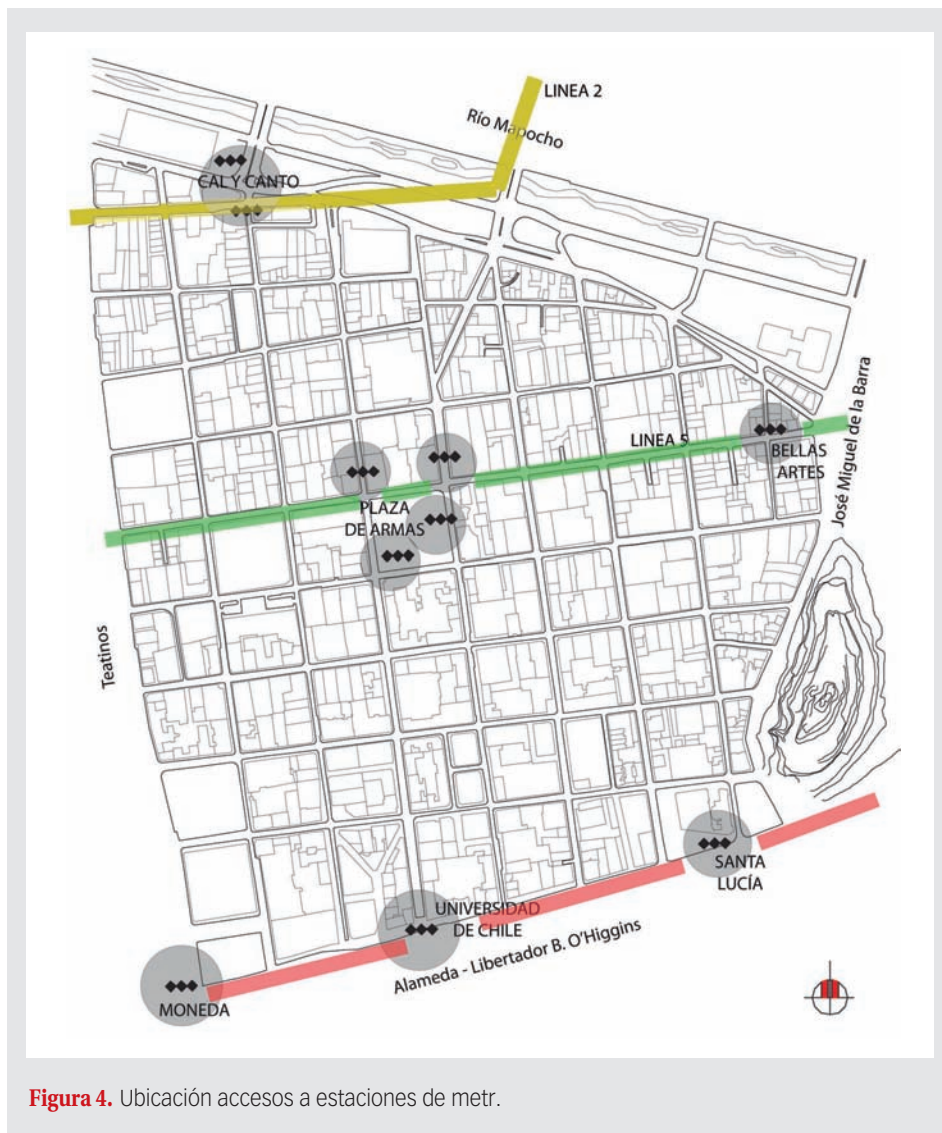 LINEA 2
Río Mapocho
CAL Y CANTO
José Miguel de la Barra
LINEA 5
BELLAS
ARTES
PLAZA
DE ARMAS
Teatinos
SANTA
LUCÍA
UNIVERSIDAD
DE CHILE
Alameda - Libertador B. O'Higgins
MONEDA
Figura 4. Ubicación accesos a estaciones de metr.